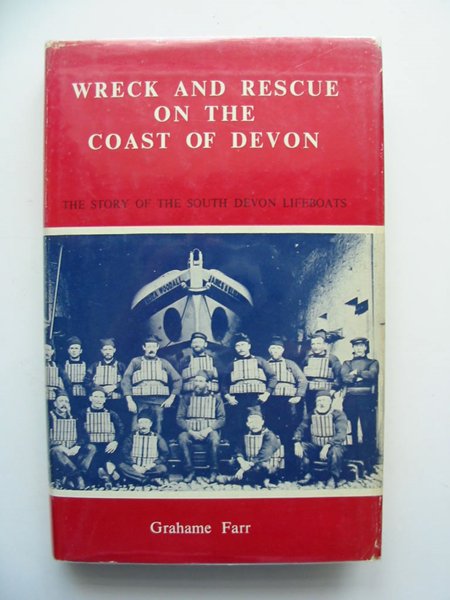 WRECK AND RESCUE
ON THE
COAST OF DEVON
THE STORY OF THE SOUTH DEVON LIFEBOATS
Grahame Farr